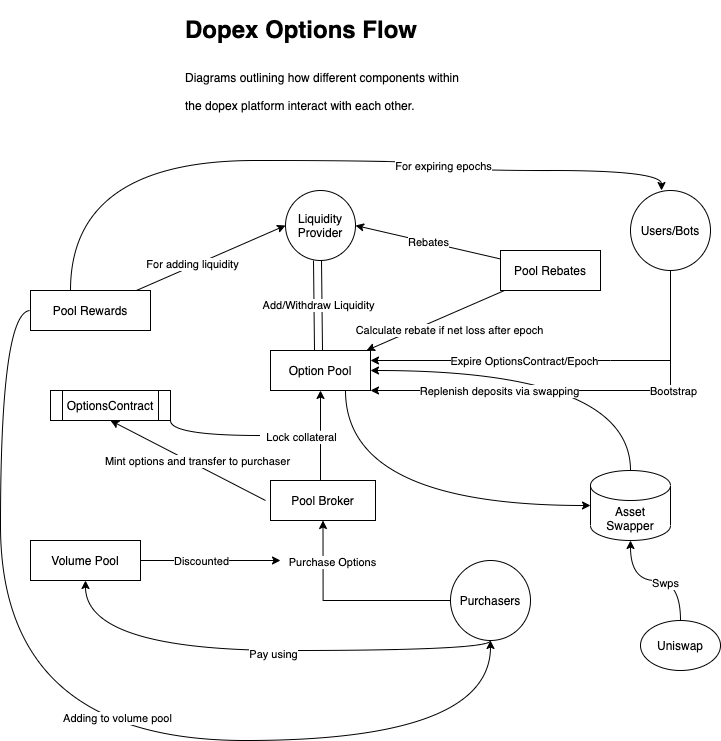 Dopex Options Flow
Diagrams outlining how different components within
the dopex platform interact with each other.
For expiring epochs
Liquidity
Provider
Users/Bots
Rebates
For adding liquidity
Pool Rebates
Pool Rewards
Add/Withdraw Liquidity
Calculate rebate if net loss after epoch
Option Pool
Expire OptionsContract/Epoch
Replenish deposits via swapping
Bootstrap
OptionsContract
Lock collateral
Mint options and transfer to purchaser
Pool Broker
Asset
Swapper
Volume Pool
Discounted
Purchase Options
Swps
Purchasers
Uniswap
Pay using
Adding to volume pool